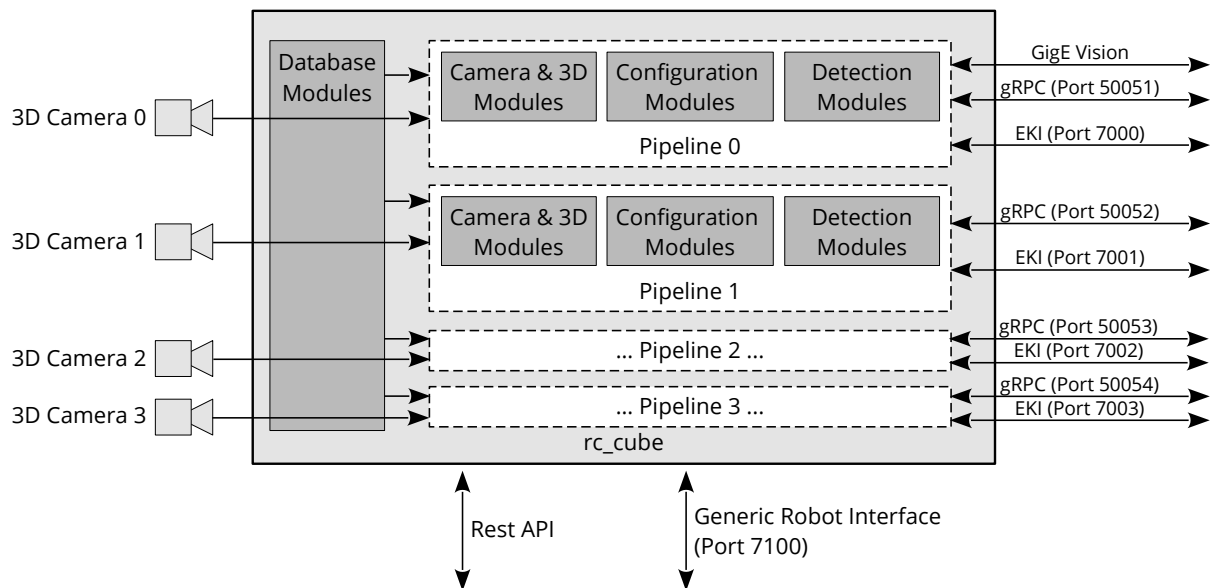 Database
Modules
Camera & 3D
Modules
Configuration
Modules
Detection
Modules
Pipeline 0
GigE Vision
gRPC (Port 50051)
EKI (Port 7000)
3D Camera 0
Camera & 3D
Modules
Configuration
Modules
Detection
Modules
Pipeline 1
gRPC (Port 50052)
EKI (Port 7001)
3D Camera 1
... Pipeline 2 ...
gRPC (Port 50053)
EKI (Port 7002)
3D Camera 2
... Pipeline 3 ...
gRPC (Port 50054)
EKI (Port 7003)
3D Camera 3
rc_cube
Rest API
Generic Robot Interface
(Port 7100)